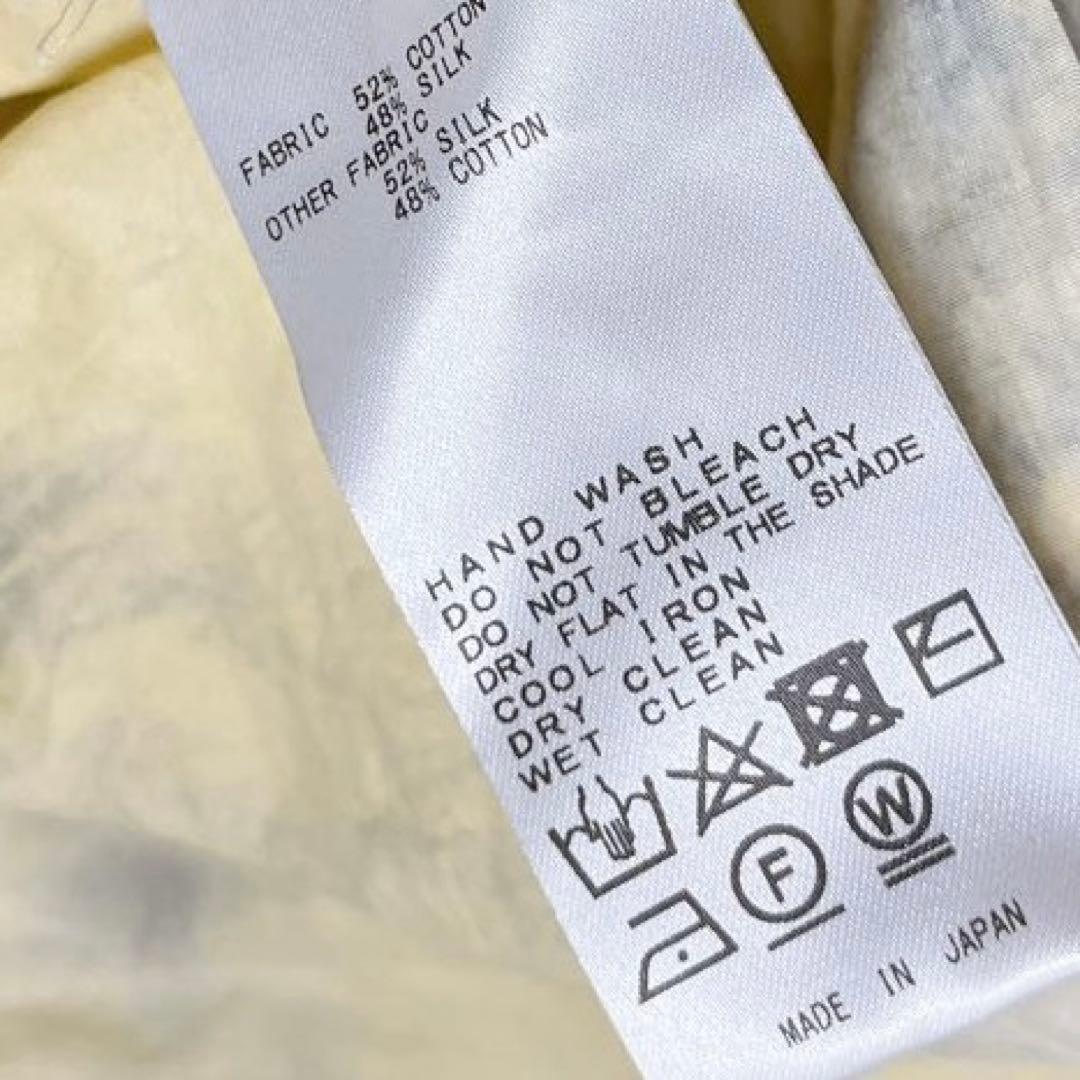 FABRIC 52% COTTON
48% SILK
OTHER FABRIC
52% SILK
48% COTTON
HAND WASH
DO NOT BLEACH
DO NOT TUMBLE DRY
DRY FLAT IN THE SHADE
COOL IRON
DRY CLEAN
WET CLEAN
F
W
MADE IN JAPAN